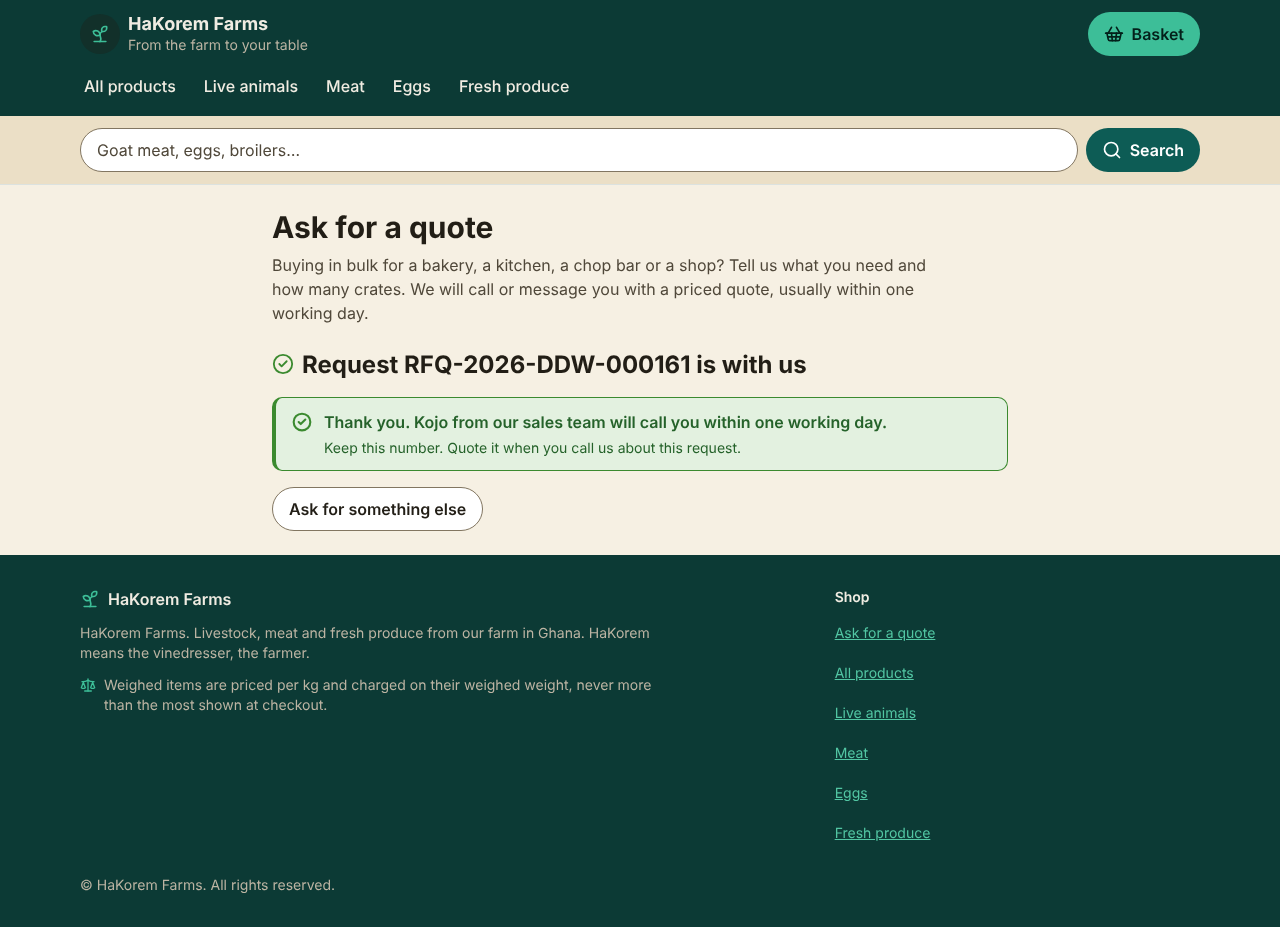 HaKorem Farms
From the farm to your table
Basket
All products
Live animals
Meat
Eggs
Fresh produce
Goat meat, eggs, broilers...
Search
Ask for a quote
Buying in bulk for a bakery, a kitchen, a chop bar or a shop? Tell us what you need and
how many crates. We will call or message you with a priced quote, usually within one
working day.
Request RFQ-2026-DDW-000161 is with us
Thank you. Kojo from our sales team will call you within one working day.
Keep this number. Quote it when you call us about this request.
Ask for something else
HaKorem Farms
HaKorem Farms. Livestock, meat and fresh produce from our farm in Ghana. HaKorem
means the vinedresser, the farmer.
Weighed items are priced per kg and charged on their weighed weight, never more
than the most shown at checkout.
Shop
Ask for a quote
All products
Live animals
Meat
Eggs
Fresh produce
© HaKorem Farms. All rights reserved.